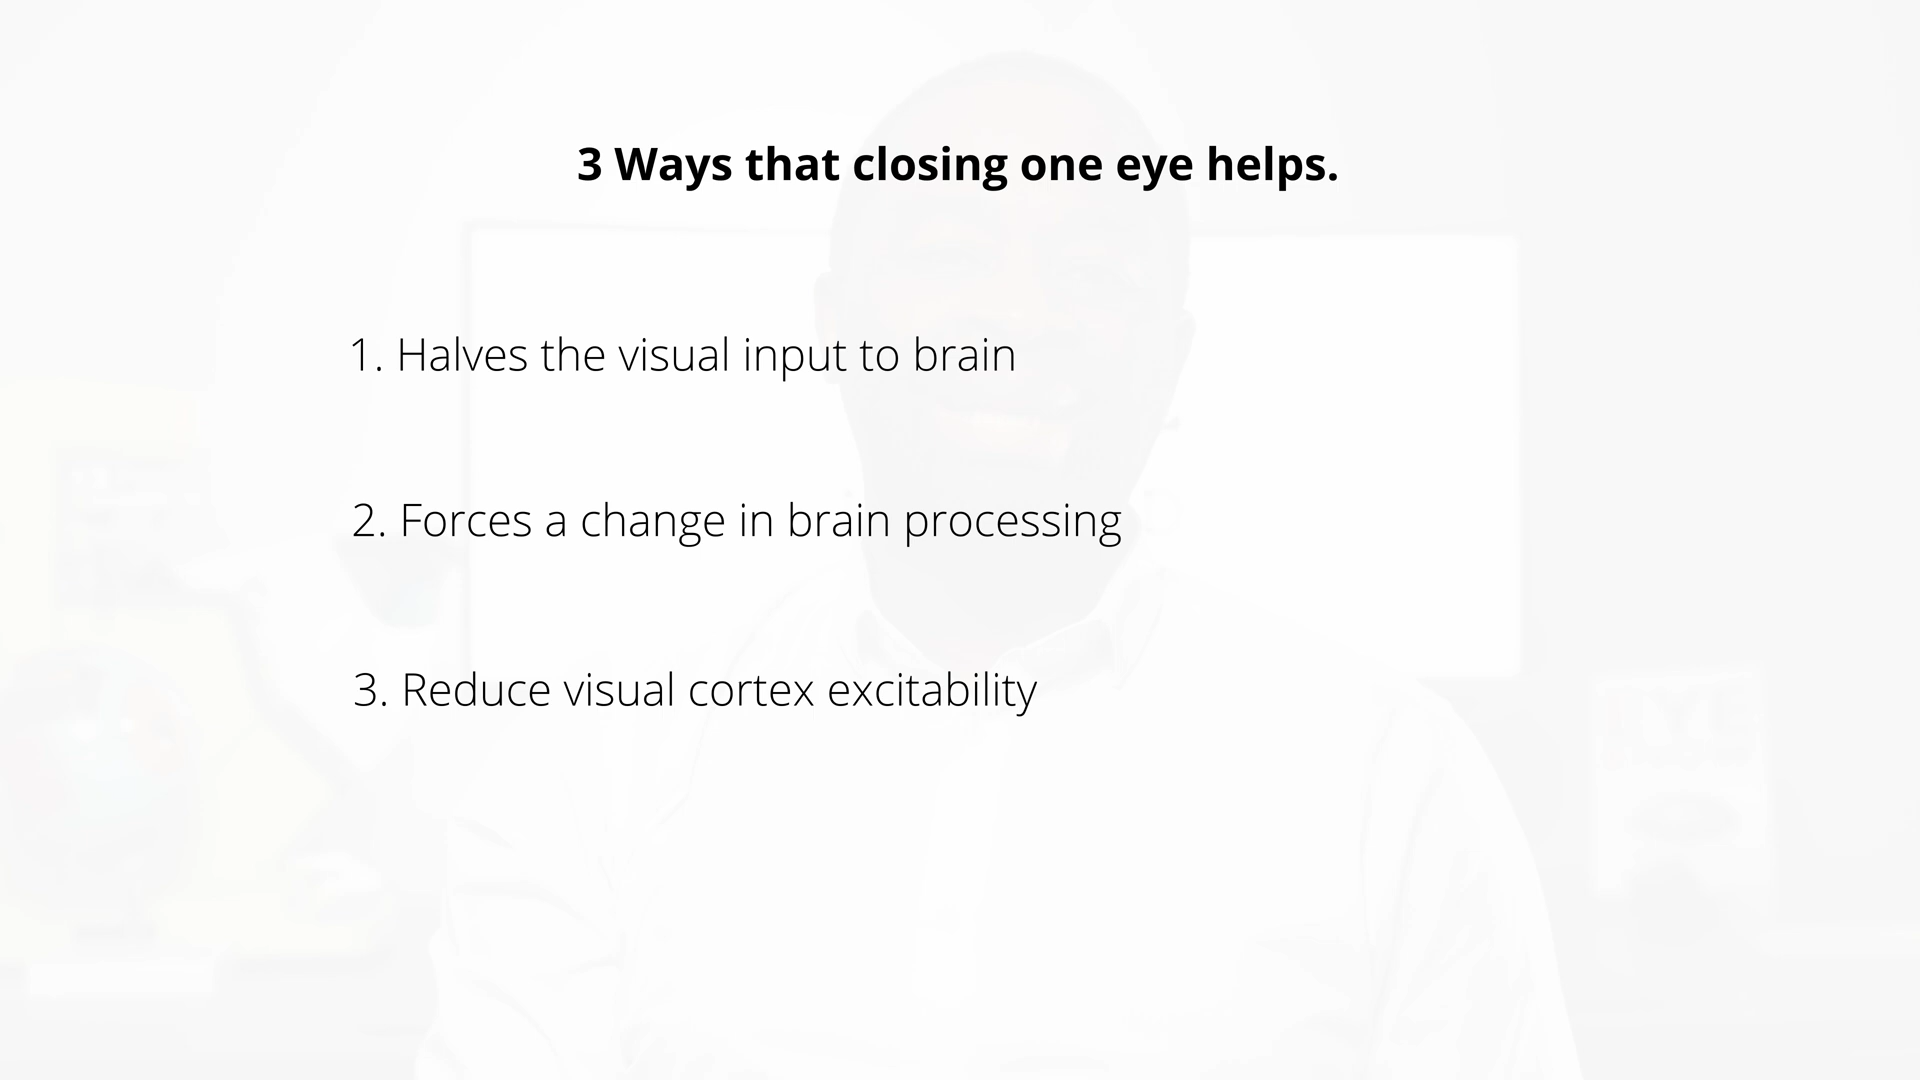 3 Ways that closing one eye helps.
1. Halves the visual input to brain
2. Forces a change in brain processing
3. Reduce visual cortex excitability